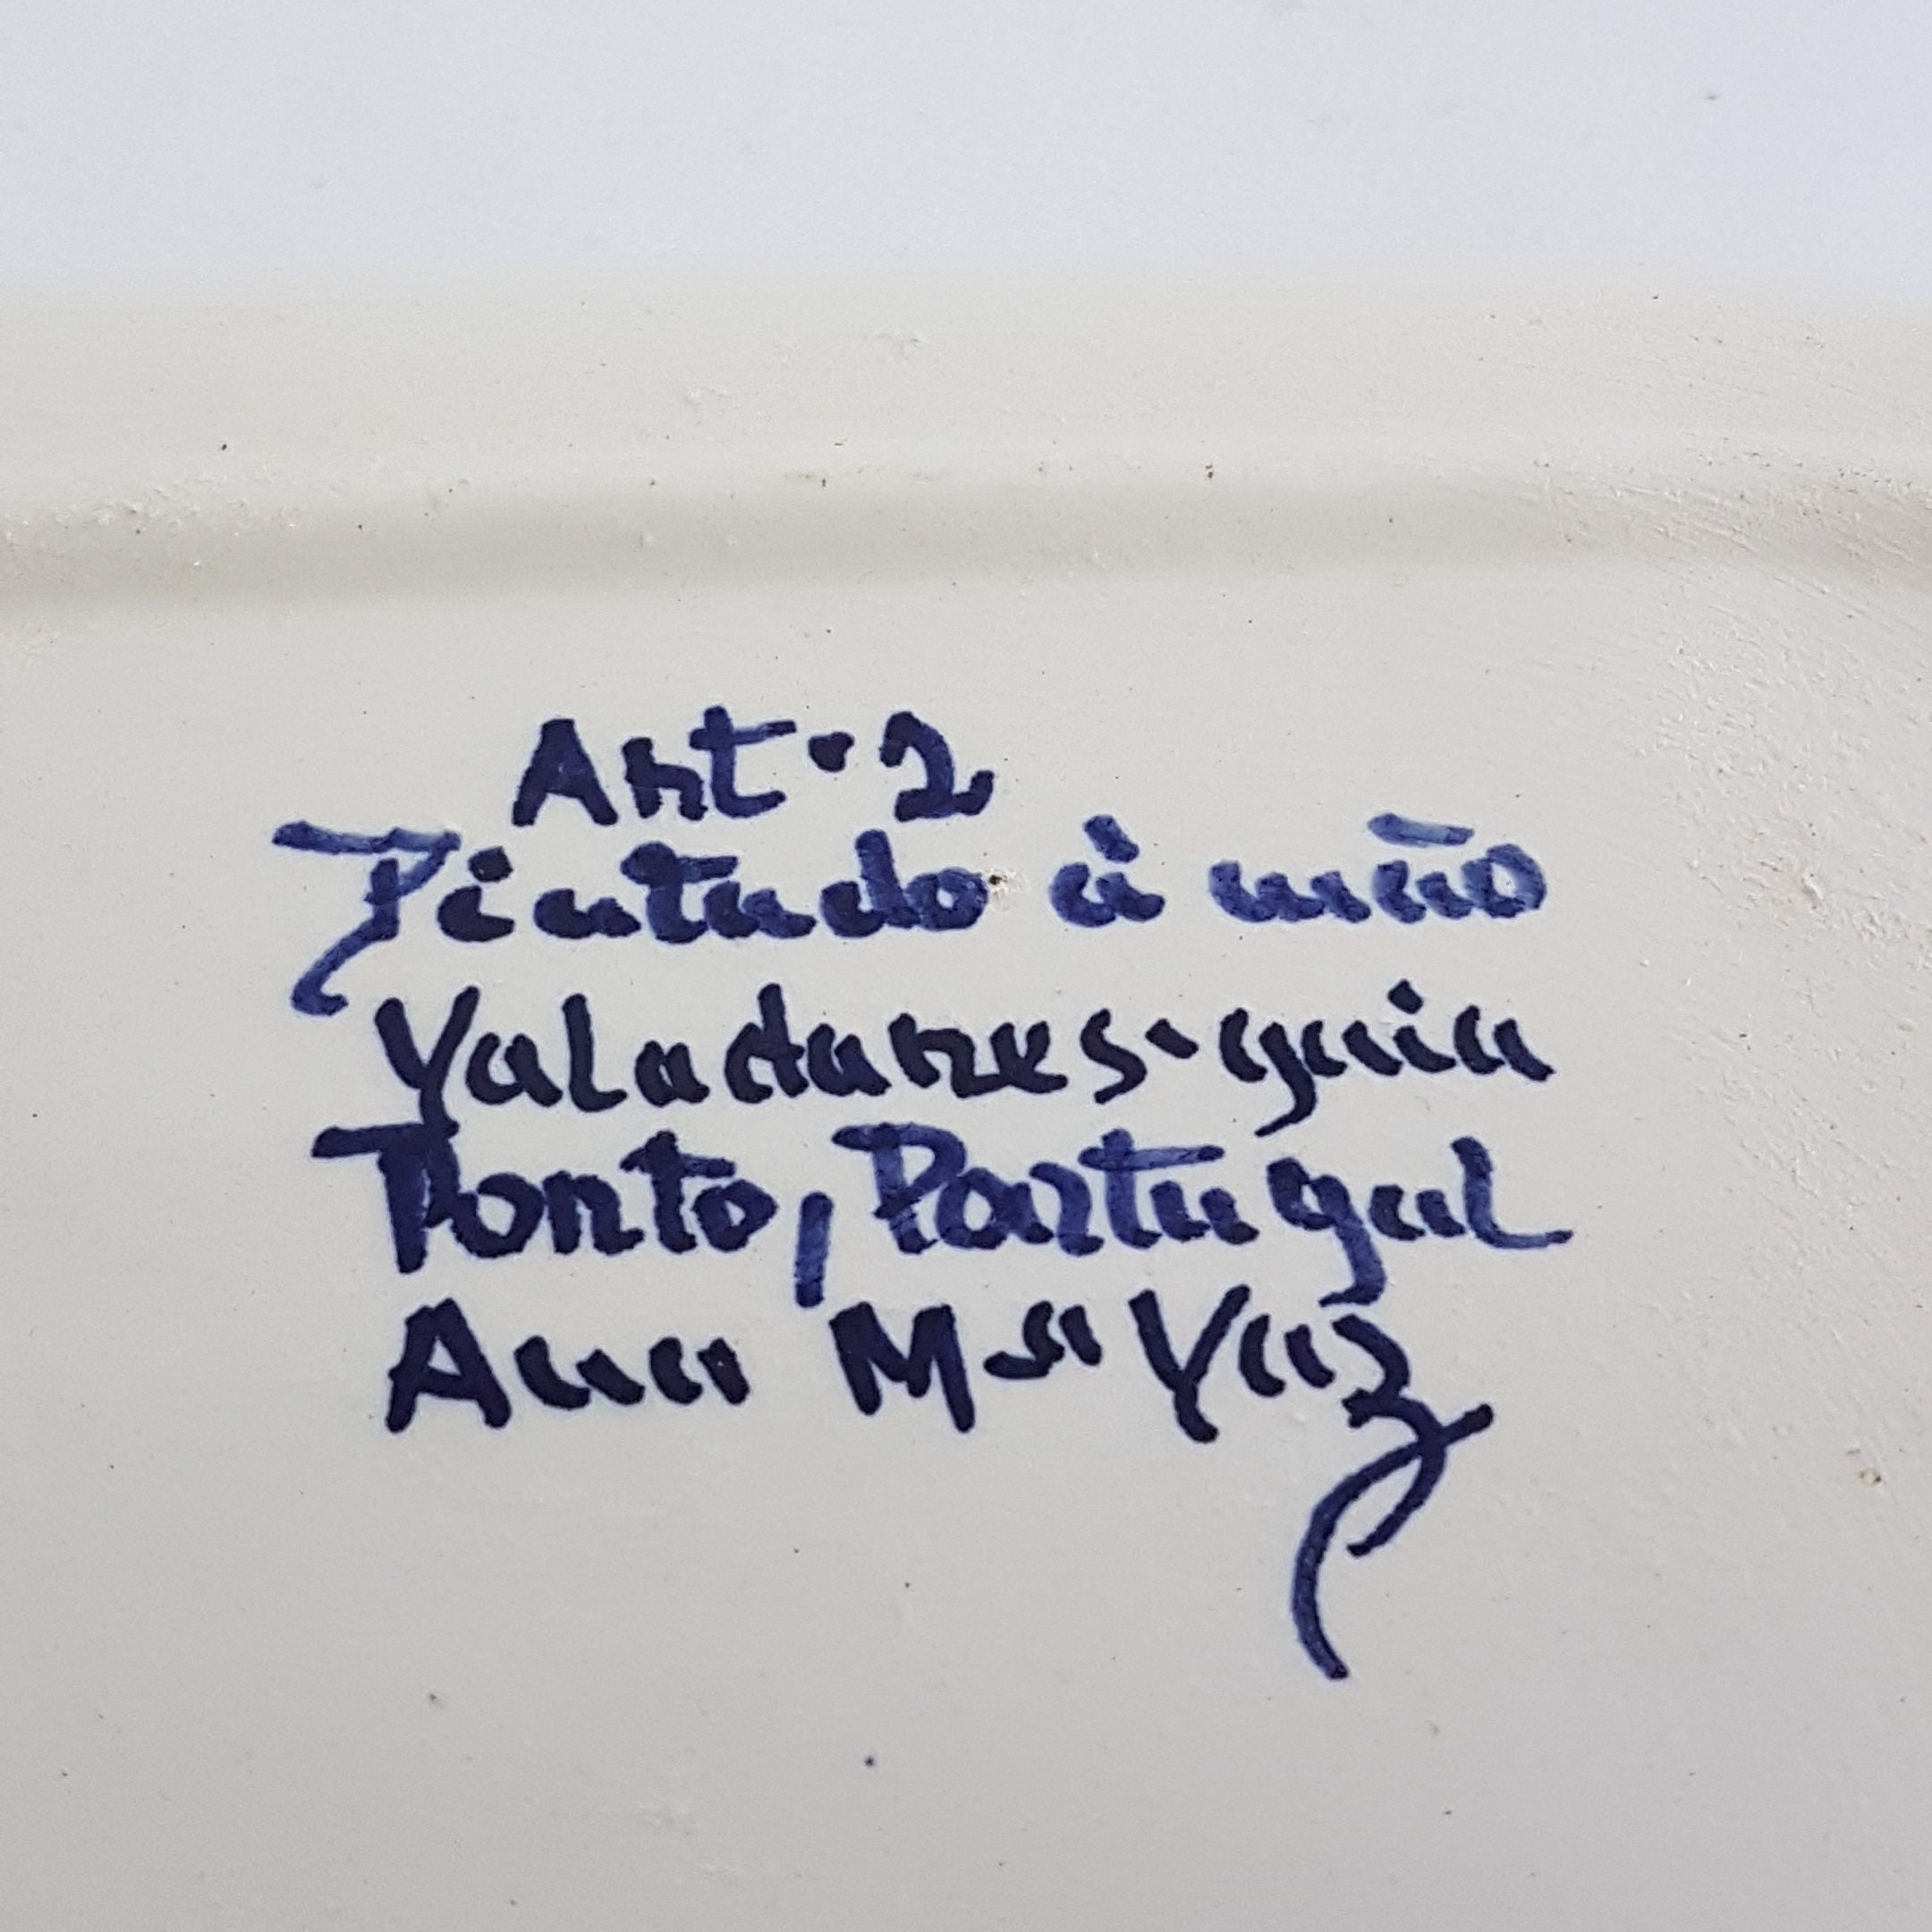 Art·2
Pintado à mão
Valadares·gaia
Porto, Portugal
Ana Mª Vaz